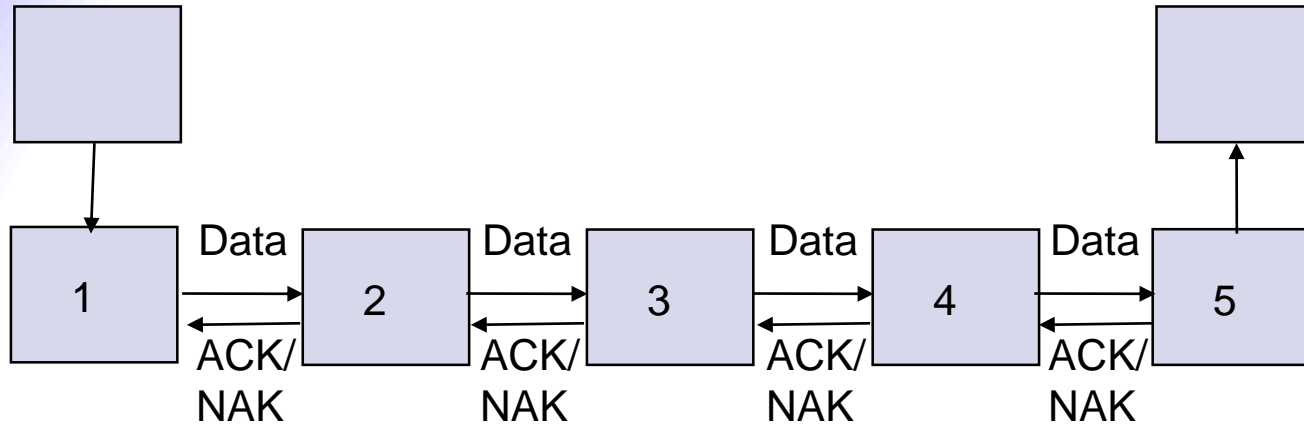 Data Data Data Data
1 2 3 4 5
ACK/ ACK/ ACK/ ACK/
NAK NAK NAK NAK